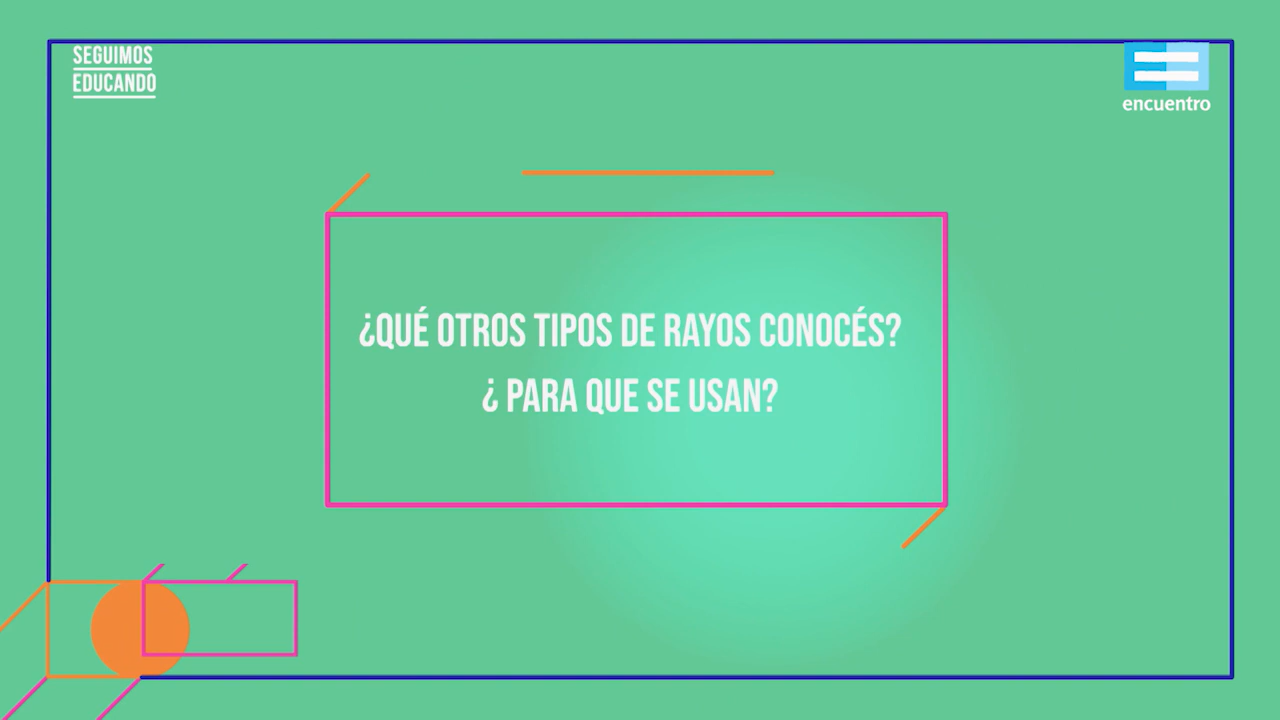 SEGUIMOS
EDUCANDO
encuentro
¿QUÉ OTROS TIPOS DE RAYOS CONOCÉS?
¿ PARA QUE SE USAN?